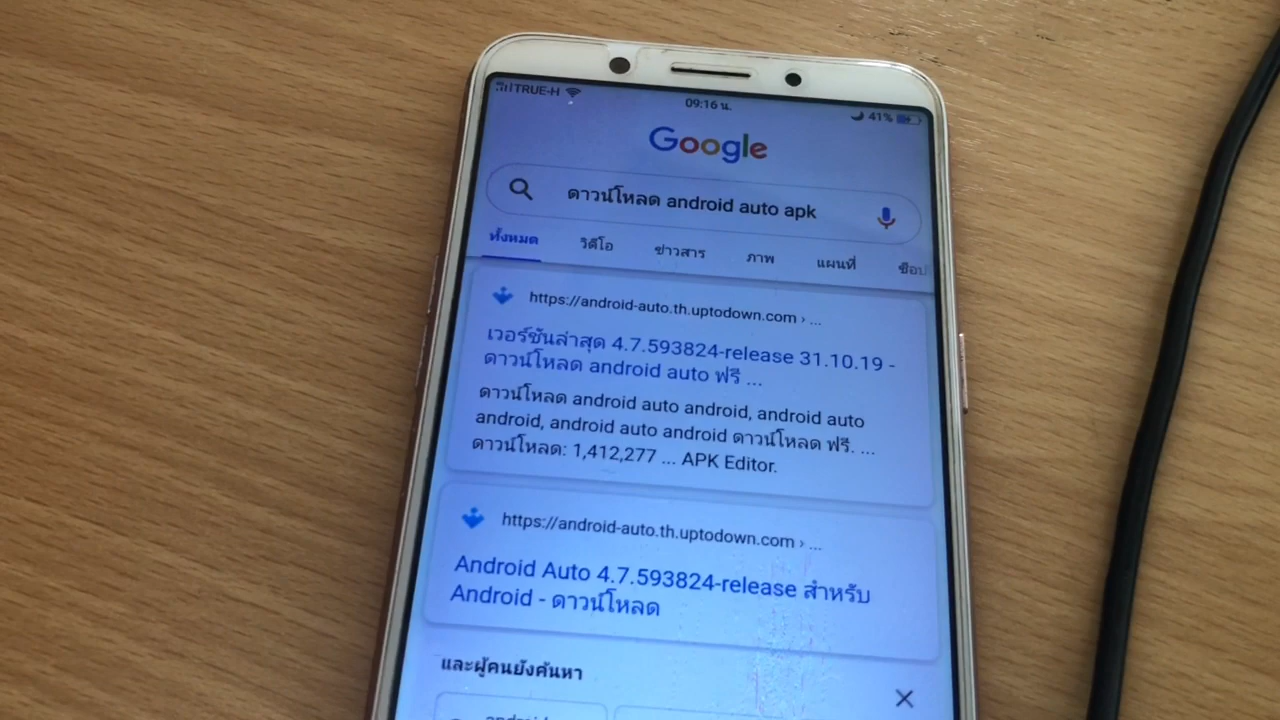 TRUE-H
09:16 น.
41%
Google
ดาวน์โหลด android auto apk
ทั้งหมด วิดีโอ ข่าวสาร ภาพ แผนที่ ช็อป
https://android-auto.th.uptodown.com › ...
เวอร์ชันล่าสุด 4.7.593824-release 31.10.19 -
ดาวน์โหลด android auto ฟรี ...
ดาวน์โหลด android auto android, android auto
android, android auto android ดาวน์โหลด ฟรี. ...
ดาวน์โหลด: 1,412,277 ... APK Editor.
https://android-auto.th.uptodown.com › ...
Android Auto 4.7.593824-release สำหรับ
Android - ดาวน์โหลด
และผู้คนยังค้นหา